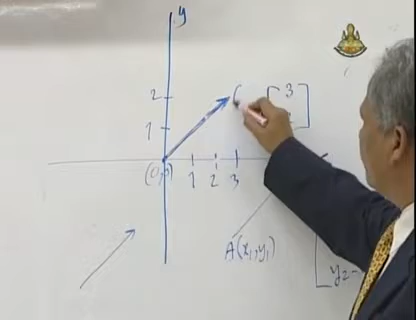 y
2
[ 3 ]
1
(0,0)
1 2 3
A(x₁,y₁)
y₂-